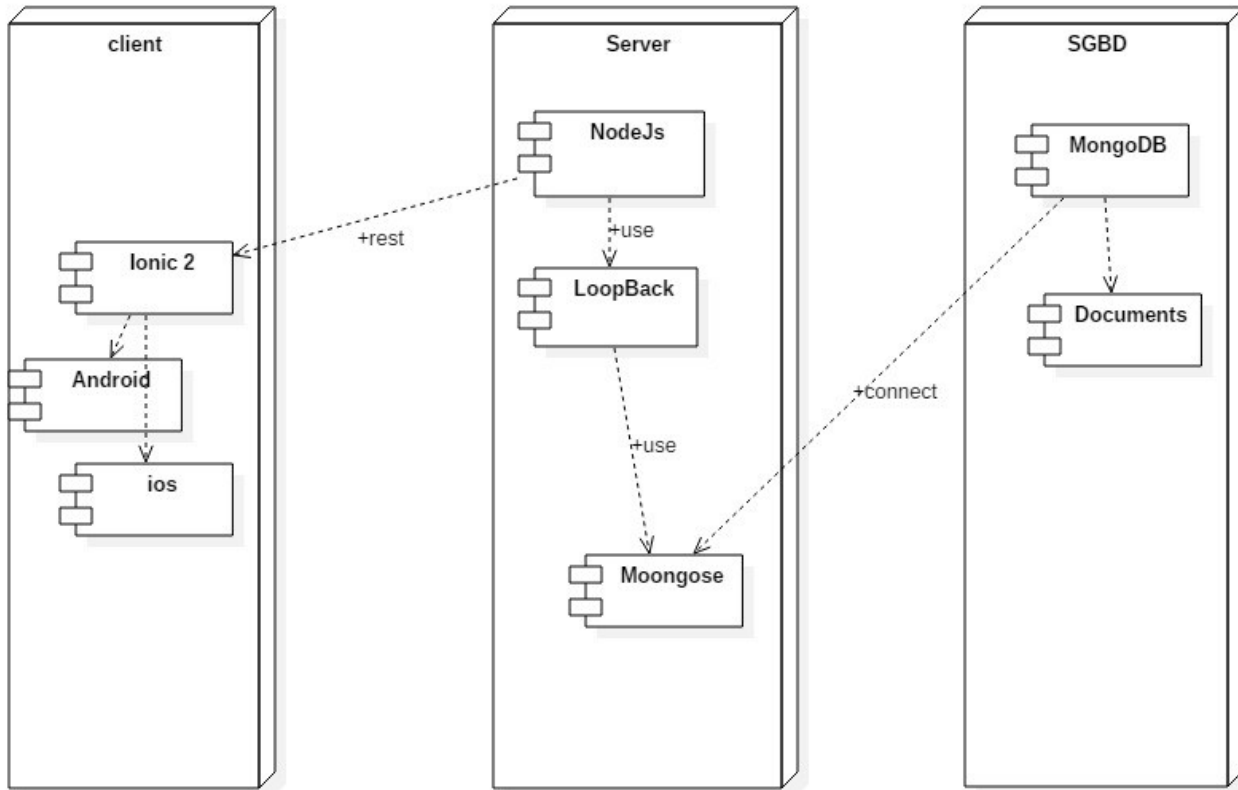 client
Server
SGBD
NodeJs
MongoDB
+rest
+use
Ionic 2
LoopBack
Documents
Android
+connect
+use
ios
Moongose